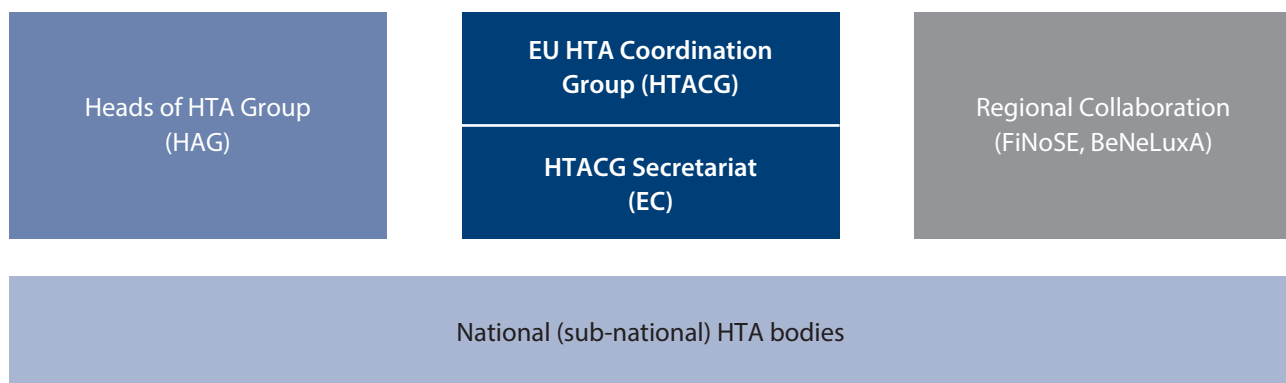 Heads of HTA Group
(HAG)
EU HTA Coordination
Group (HTACG)
HTACG Secretariat
(EC)
Regional Collaboration
(FiNoSE, BeNeLuxA)
National (sub-national) HTA bodies